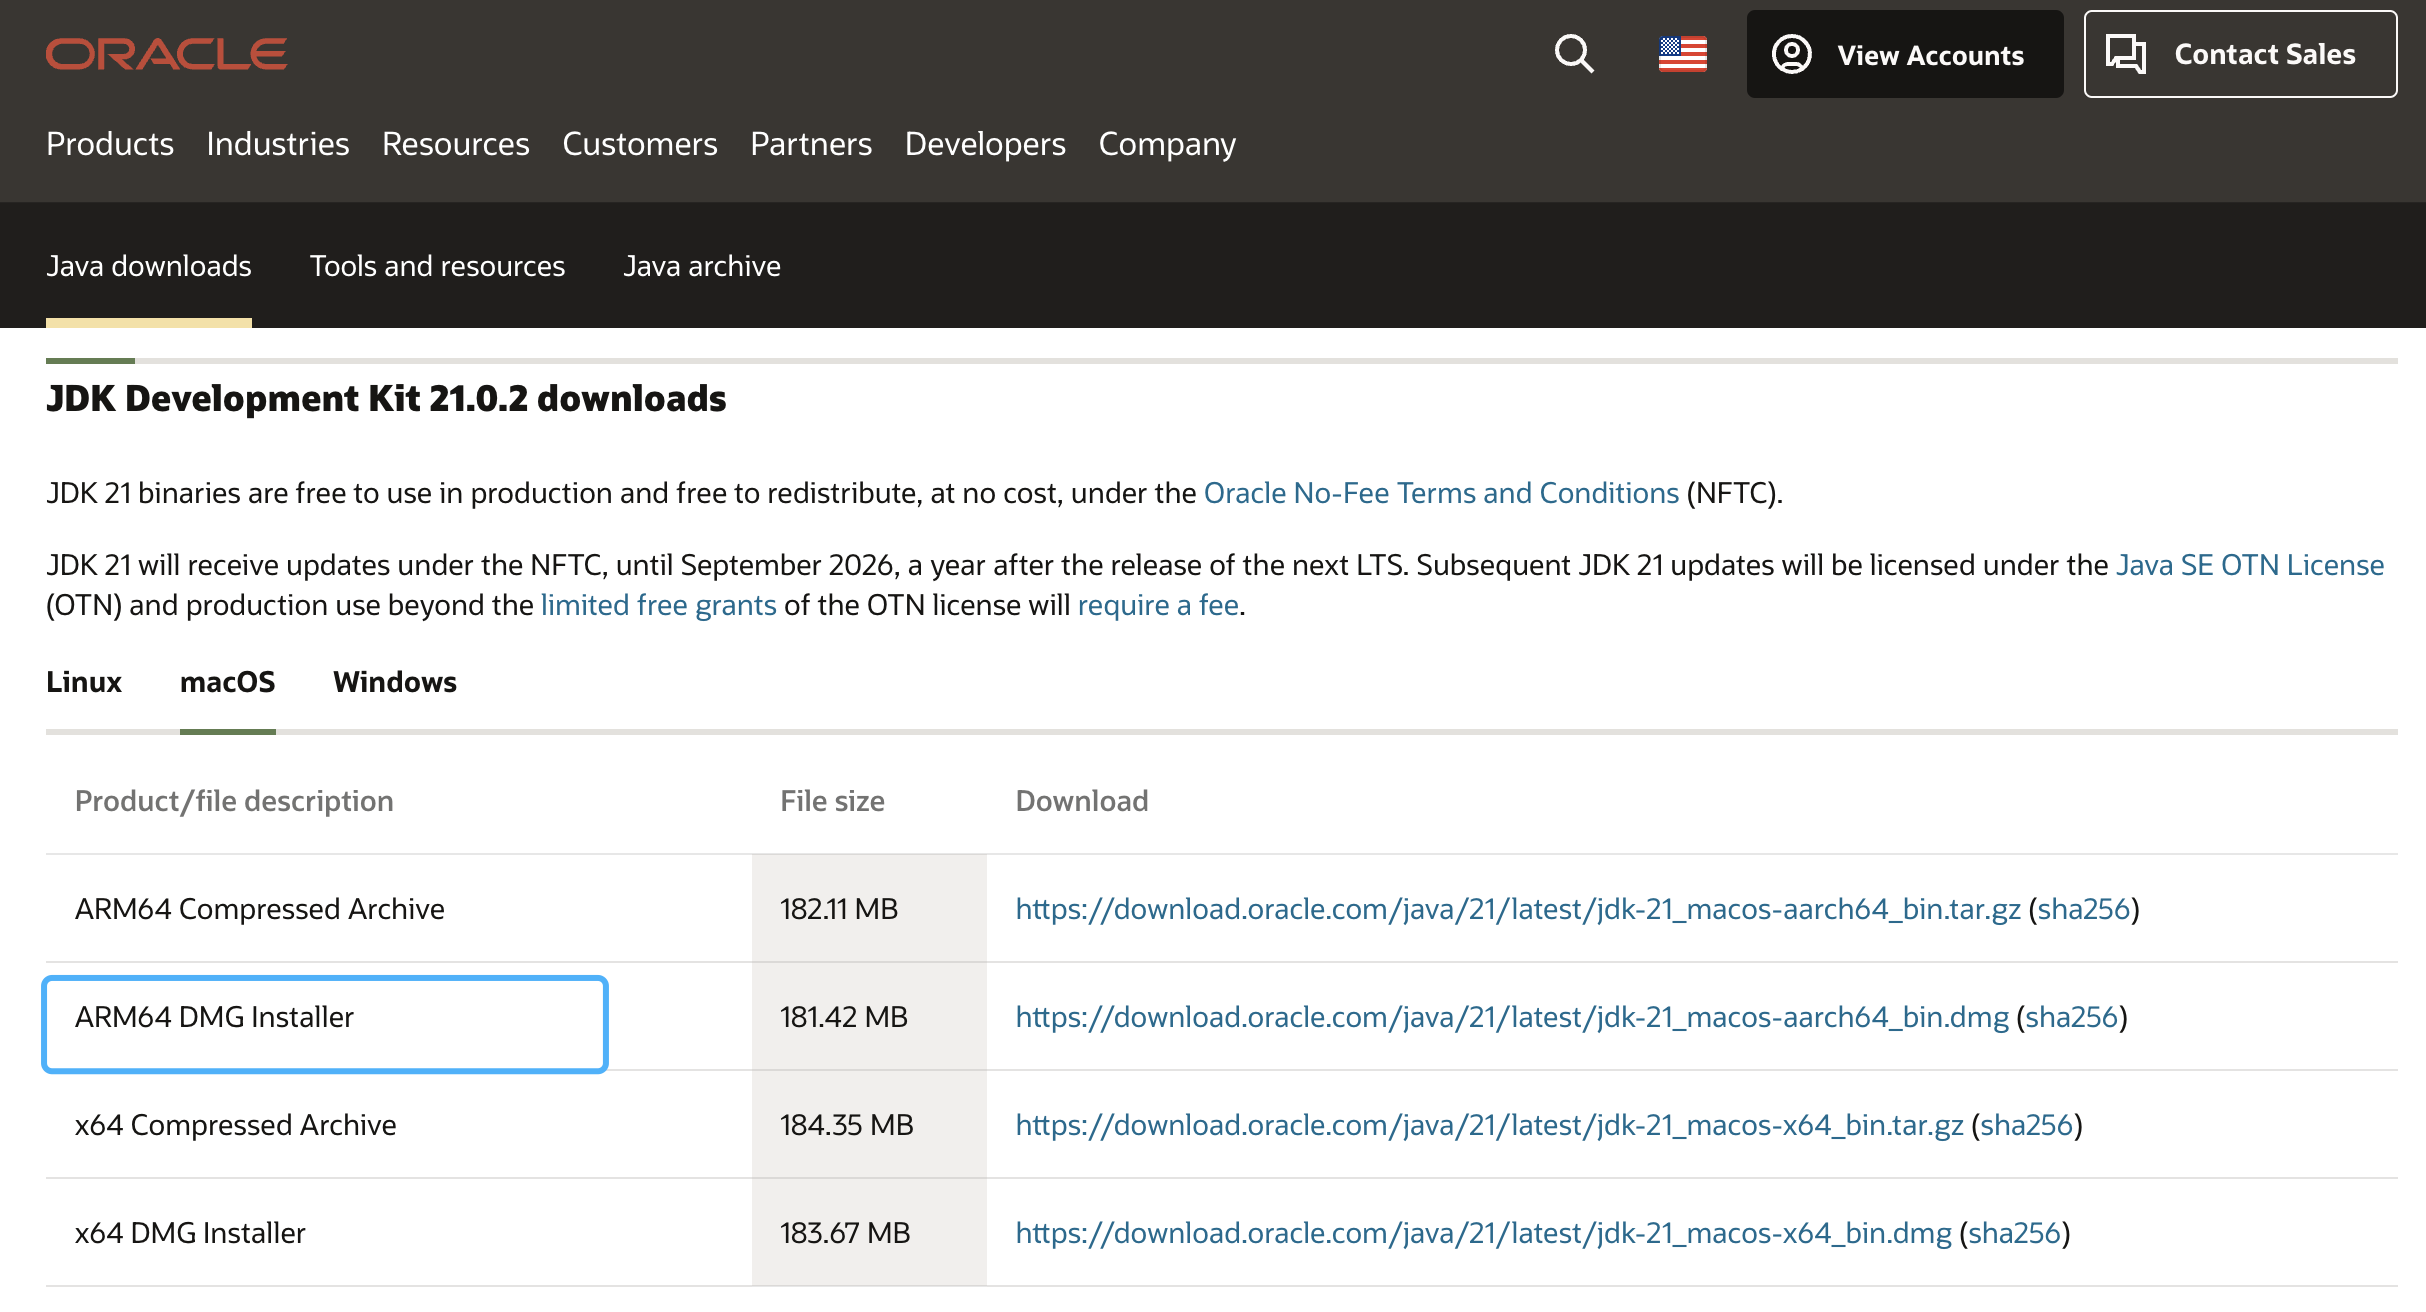 ORACLE
View Accounts
Contact Sales
Products Industries Resources Customers Partners Developers Company
Java downloads Tools and resources Java archive
JDK Development Kit 21.0.2 downloads
JDK 21 binaries are free to use in production and free to redistribute, at no cost, under the Oracle No-Fee Terms and Conditions (NFTC).
JDK 21 will receive updates under the NFTC, until September 2026, a year after the release of the next LTS. Subsequent JDK 21 updates will be licensed under the Java SE OTN License
(OTN) and production use beyond the limited free grants of the OTN license will require a fee.
Linux macOS Windows
Product/file description File size Download
ARM64 Compressed Archive 182.11 MB https://download.oracle.com/java/21/latest/jdk-21_macos-aarch64_bin.tar.gz (sha256)
ARM64 DMG Installer 181.42 MB https://download.oracle.com/java/21/latest/jdk-21_macos-aarch64_bin.dmg (sha256)
x64 Compressed Archive 184.35 MB https://download.oracle.com/java/21/latest/jdk-21_macos-x64_bin.tar.gz (sha256)
x64 DMG Installer 183.67 MB https://download.oracle.com/java/21/latest/jdk-21_macos-x64_bin.dmg (sha256)